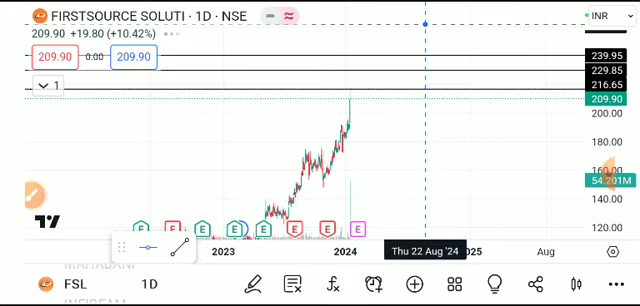 FIRSTSOURCE SOLUTI · 1D · NSE
INR
209.90 +19.80 (+10.42%)
209.90 0.00 209.90
239.95
229.85
1
216.65
209.90
200.00
180.00
160.00
54.201M
140.00
120.00
E E E E E E E E
2023 2024 Thu 22 Aug '24 2025 Aug
FSL 1D